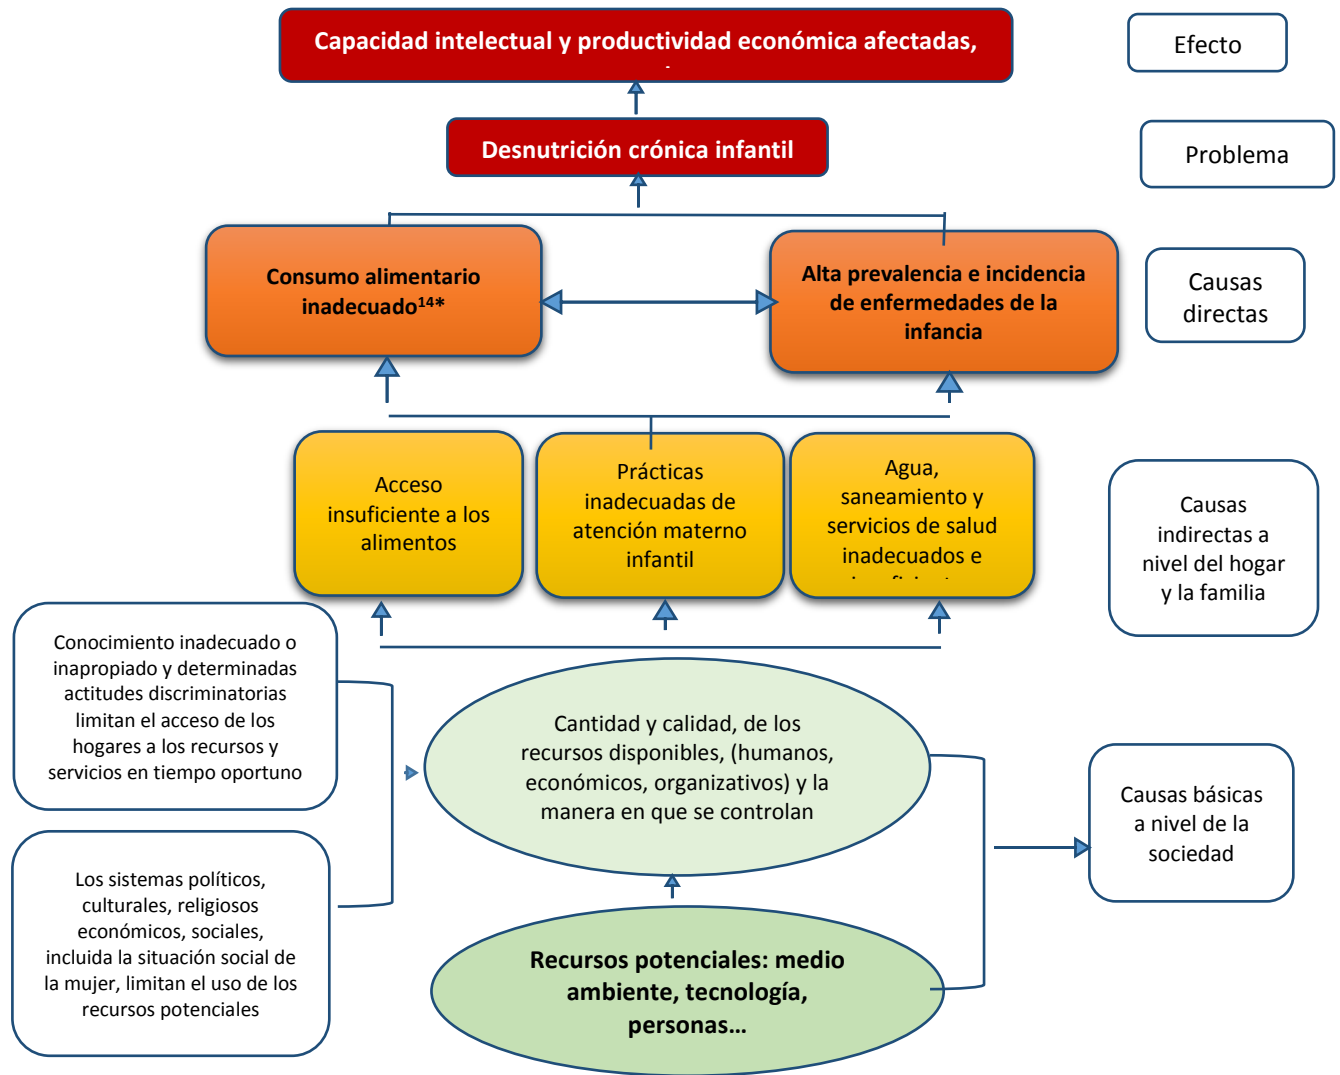 Capacidad intelectual y productividad económica afectadas,
Efecto
Desnutrición crónica infantil
Problema
Consumo alimentario
inadecuado¹⁴*
Alta prevalencia e incidencia
de enfermedades de la
infancia
Causas
directas
Acceso
insuficiente a los
alimentos
Prácticas
inadecuadas de
atención materno
infantil
Agua,
saneamiento y
servicios de salud
inadecuados e
Causas
indirectas a
nivel del hogar
y la familia
Conocimiento inadecuado o
inapropiado y determinadas
actitudes discriminatorias
limitan el acceso de los
hogares a los recursos y
servicios en tiempo oportuno
Cantidad y calidad, de los
recursos disponibles, (humanos,
económicos, organizativos) y la
manera en que se controlan
Causas básicas
a nivel de la
sociedad
Los sistemas políticos,
culturales, religiosos
económicos, sociales,
incluida la situación social de
la mujer, limitan el uso de los
recursos potenciales
Recursos potenciales: medio
ambiente, tecnología,
personas...